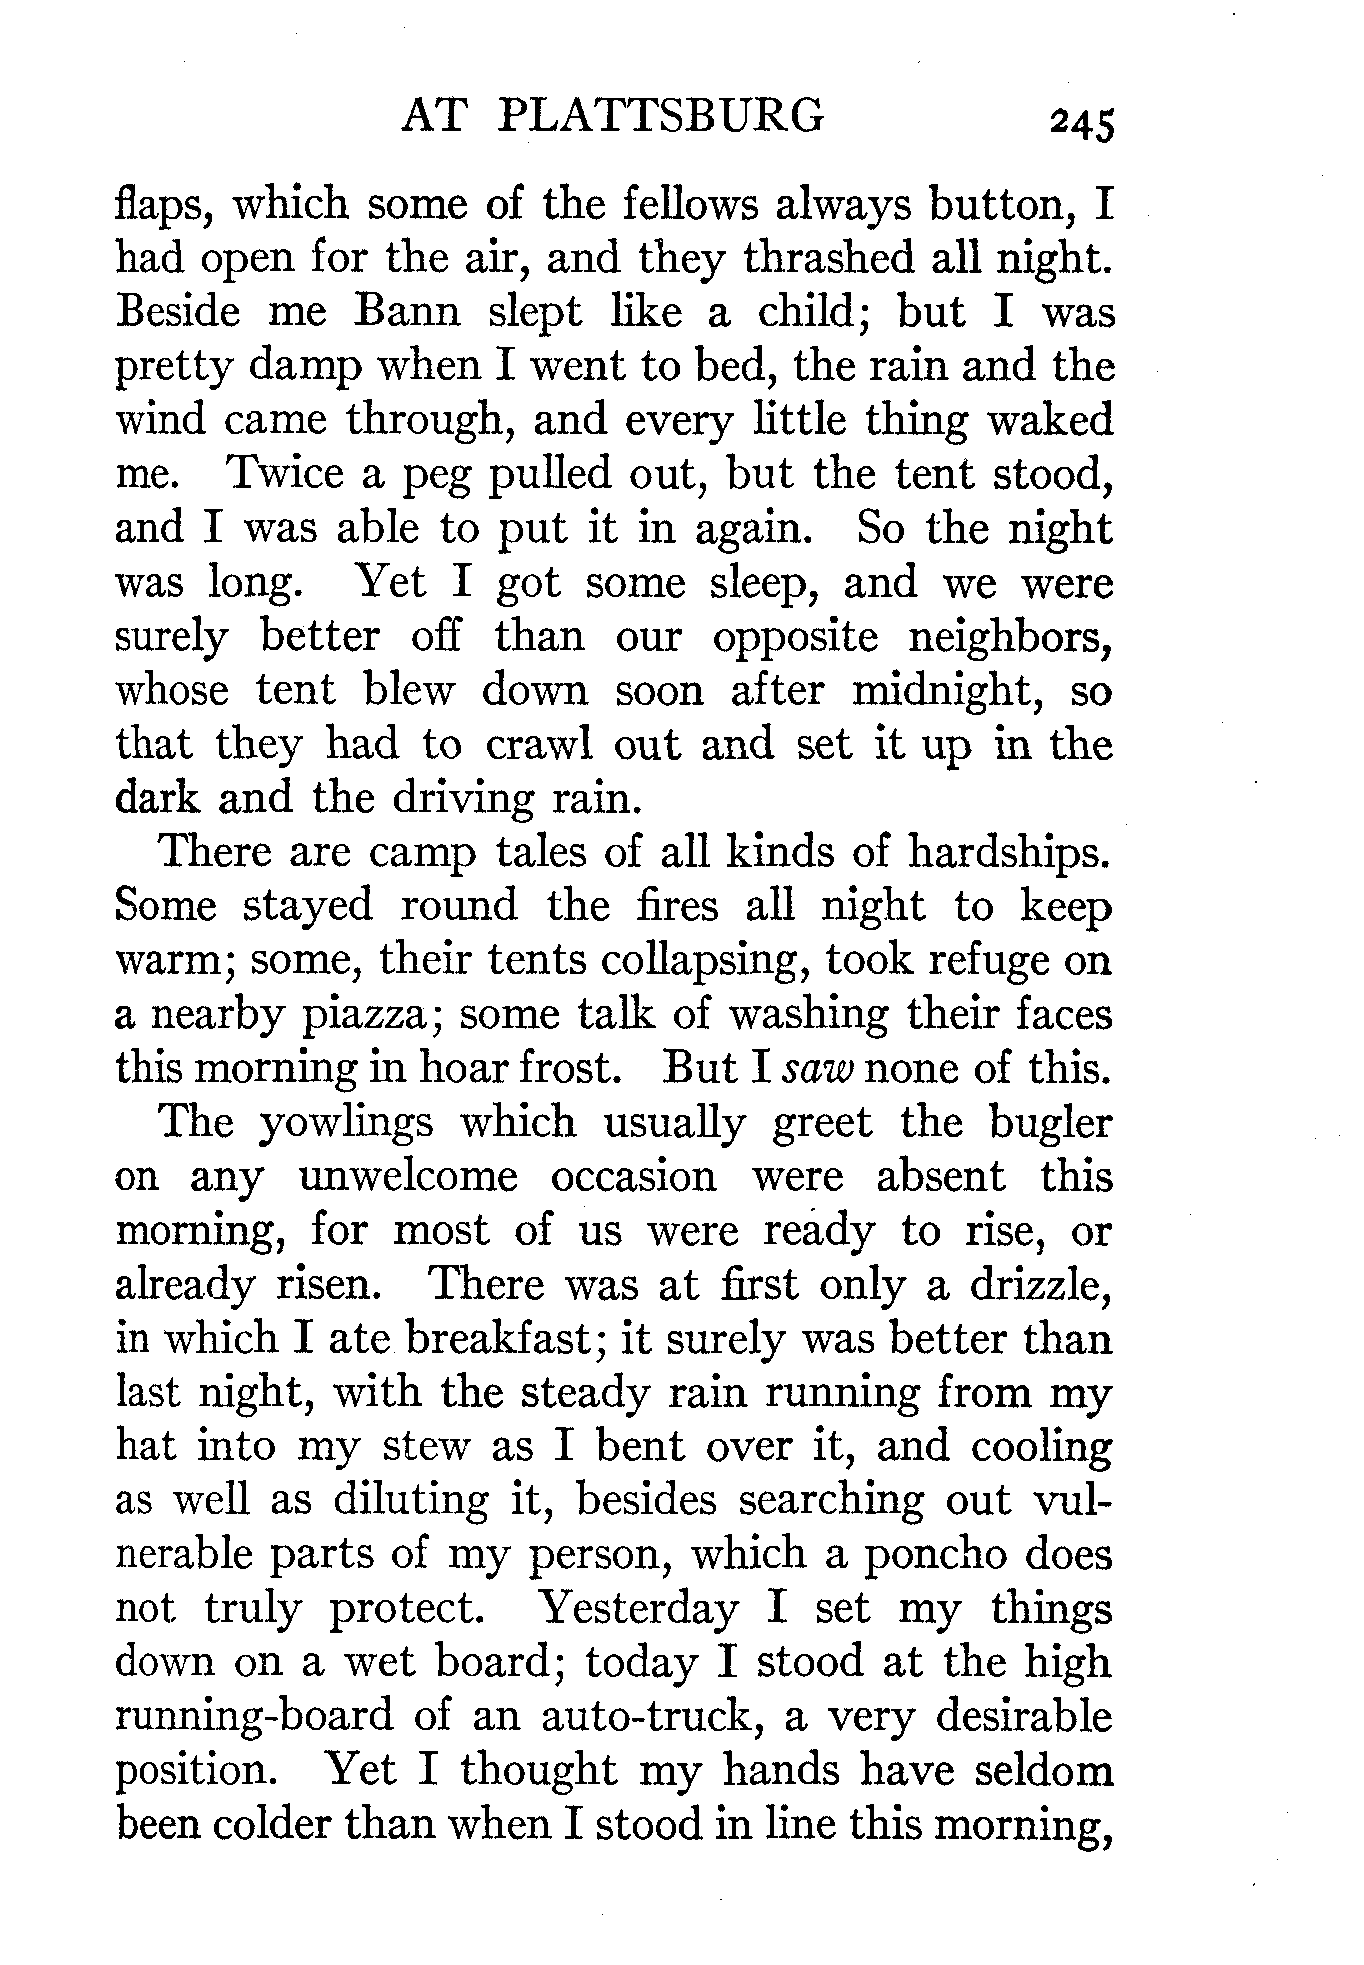 AT PLATTSBURG 245
flaps, which some of the fellows always button, I
had open for the air, and they thrashed all night.
Beside me Bann slept like a child; but I was
pretty damp when I went to bed, the rain and the
wind came through, and every little thing waked
me. Twice a peg pulled out, but the tent stood,
and I was able to put it in again. So the night
was long. Yet I got some sleep, and we were
surely better off than our opposite neighbors,
whose tent blew down soon after midnight, so
that they had to crawl out and set it up in the
dark and the driving rain.
There are camp tales of all kinds of hardships.
Some stayed round the fires all night to keep
warm; some, their tents collapsing, took refuge on
a nearby piazza; some talk of washing their faces
this morning in hoar frost. But I saw none of this.
The yowlings which usually greet the bugler
on any unwelcome occasion were absent this
morning, for most of us were ready to rise, or
already risen. There was at first only a drizzle,
in which I ate breakfast; it surely was better than
last night, with the steady rain running from my
hat into my stew as I bent over it, and cooling
as well as diluting it, besides searching out vul-
nerable parts of my person, which a poncho does
not truly protect. Yesterday I set my things
down on a wet board; today I stood at the high
running-board of an auto-truck, a very desirable
position. Yet I thought my hands have seldom
been colder than when I stood in line this morning,